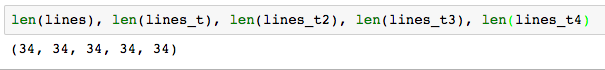 len(lines), len(lines_t), len(lines_t2), len(lines_t3), len(lines_t4)
(34, 34, 34, 34, 34)